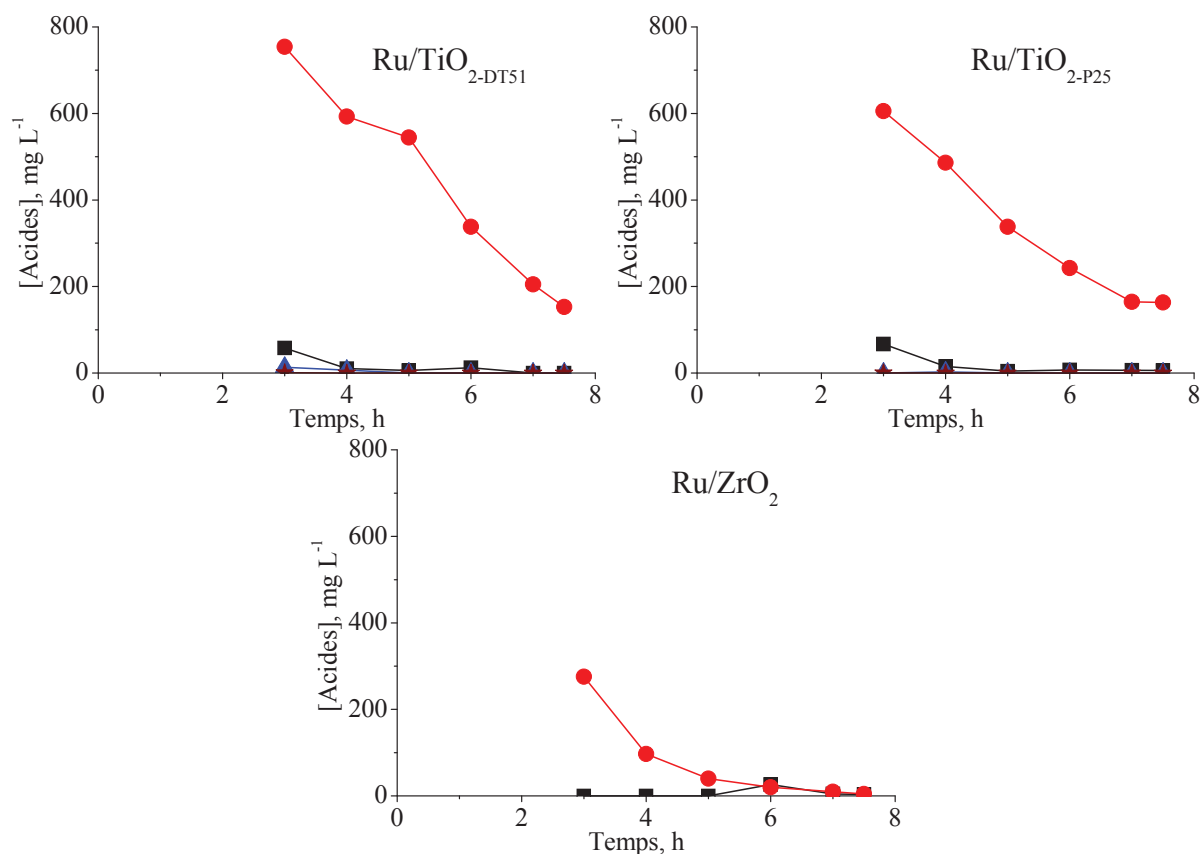 Ru/TiO2-DT51
[Acides], mg L-1
800
600
400
200
0
0 2 4 6 8
Temps, h
Ru/TiO2-P25
[Acides], mg L-1
800
600
400
200
0
0 2 4 6 8
Temps, h
Ru/ZrO2
[Acides], mg L-1
800
600
400
200
0
0 2 4 6 8
Temps, h